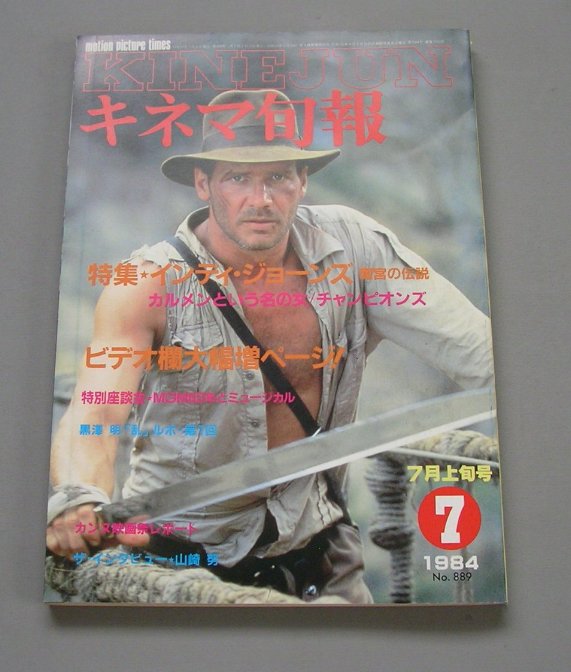 motion picture times
KINEJUN
キネマ旬報
特集★インディ・ジョーンズ 魔宮の伝説
カルメンという名の女/チャンピオンズ
ビデオ欄大幅増ページ!
特別座談会★MGM映画とミュージカル
黒澤 明「乱」ルポ・第1回
カンヌ映画祭レポート
ザ・インタビュー★山崎 努
7月上旬号
7
1984
No. 889